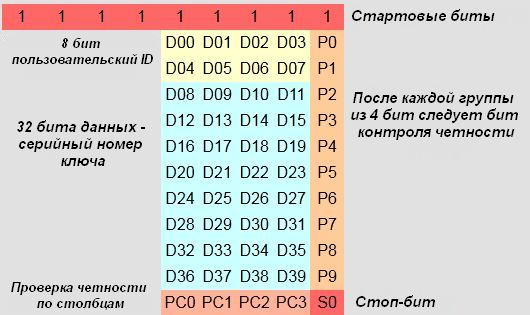 1 1 1 1 1 1 1 1 1 Стартовые биты
8 бит
пользовательский ID
D00 D01 D02 D03 P0
D04 D05 D06 D07 P1
32 бита данных -
серийный номер
ключа
D08 D09 D10 D11 P2
D12 D13 D14 D15 P3
D16 D17 D18 D19 P4
D20 D21 D22 D23 P5
D24 D25 D26 D27 P6
D28 D29 D30 D31 P7
D32 D33 D34 D35 P8
D36 D37 D38 D39 P9
После каждой группы
из 4 бит следует бит
контроля четности
Проверка четности
по столбцам
PC0 PC1 PC2 PC3 S0
Стоп-бит